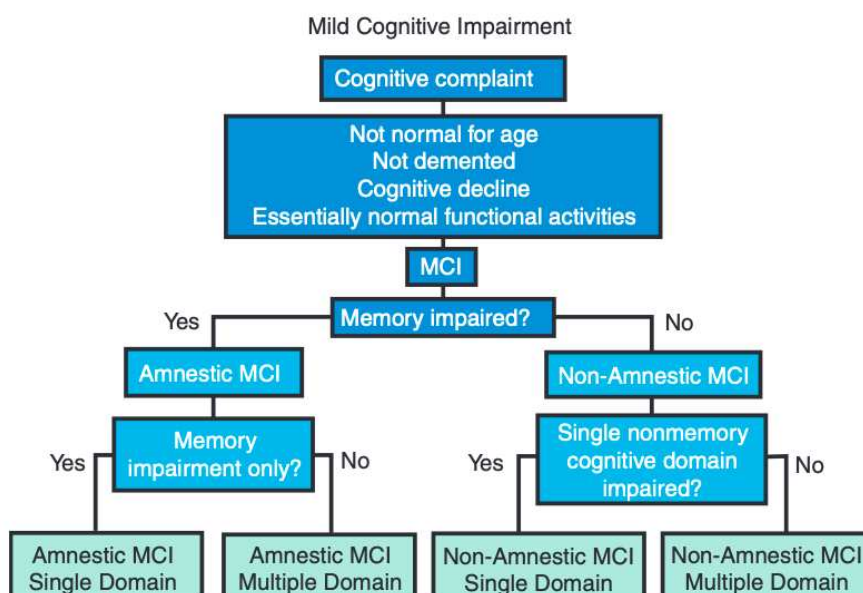 Mild Cognitive Impairment
Cognitive complaint
Not normal for age
Not demented
Cognitive decline
Essentially normal functional activities
MCI
Yes
Memory impaired?
No
Amnestic MCI
Non-Amnestic MCI
Yes
Memory
impairment only?
No
Yes
Single nonmemory
cognitive domain
impaired?
No
Amnestic MCI
Single Domain
Amnestic MCI
Multiple Domain
Non-Amnestic MCI
Single Domain
Non-Amnestic MCI
Multiple Domain